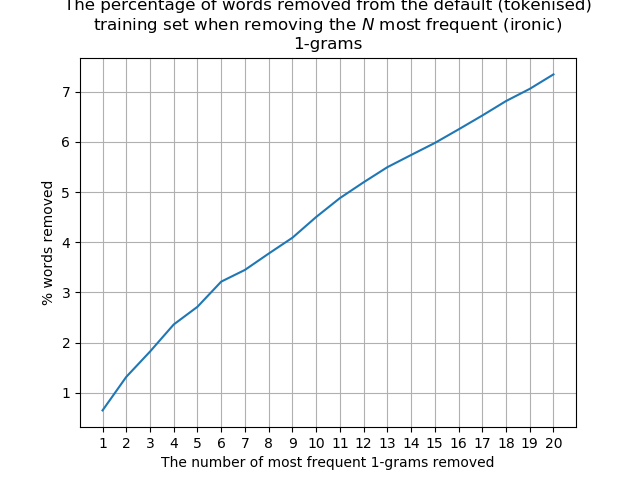 The percentage of words removed from the default (tokenised)
training set when removing the N most frequent (ironic)
1-grams
7
6
5
4
3
2
1
% words removed
1 2 3 4 5 6 7 8 9 10 11 12 13 14 15 16 17 18 19 20
The number of most frequent 1-grams removed